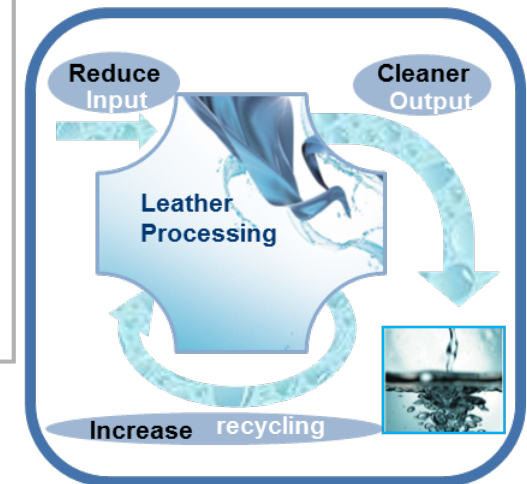 Reduce
Input
Cleaner
Output
Leather
Processing
Increase recycling